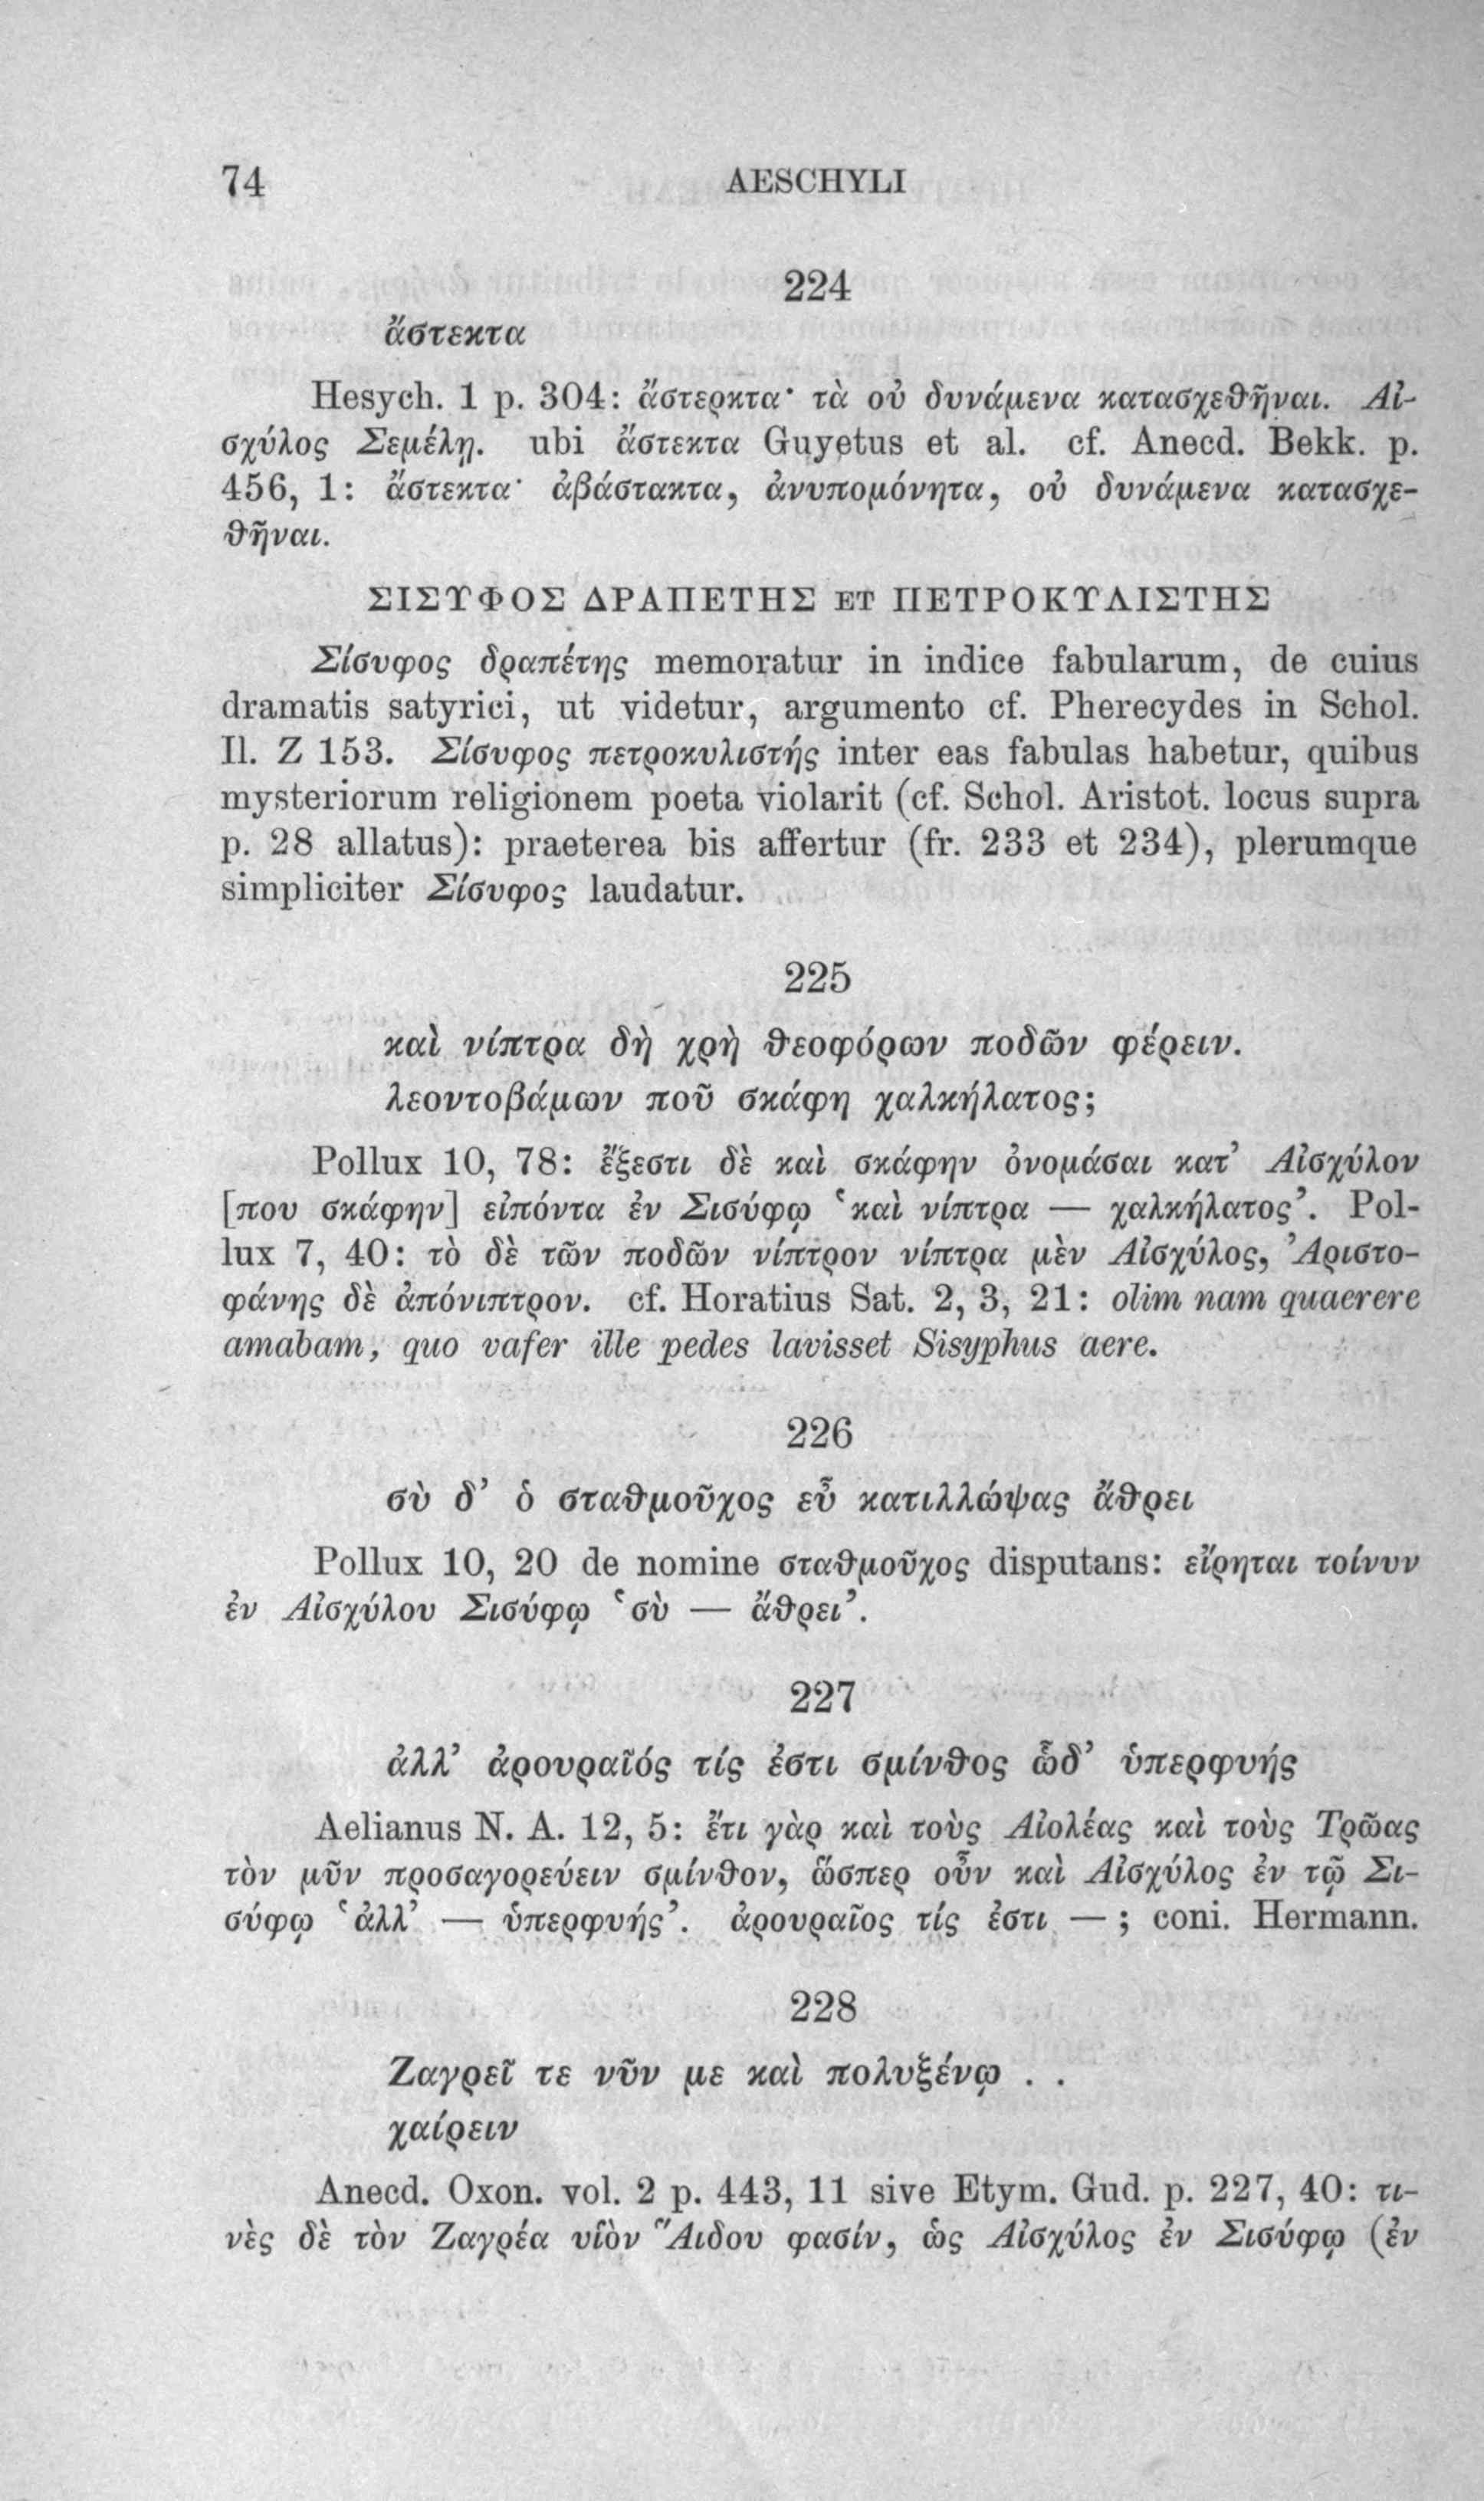 74 AESCHYLI
224
ἄστεκτα
Hesych. 1 p. 304: ἄστερκτα· τὰ οὐ δυνάμενα κατασχεθῆναι. Αἰ-
σχύλος Σεμέλῃ. ubi ἄστεκτα Guyetus et al. cf. Anecd. Bekk. p.
456, 1: ἄστεκτα· ἀβάστακτα, ἀνυπομόνητα, οὐ δυνάμενα κατασχε-
θῆναι.
ΣΙΣΥΦΟΣ ΔΡΑΠΕΤΗΣ ET ΠΕΤΡΟΚΥΛΙΣΤΗΣ
Σίσυφος δραπέτης memoratur in indice fabularum, de cuius
dramatis satyrici, ut videtur, argumento cf. Pherecydes in Schol.
Il. Z 153. Σίσυφος πετροκυλιστής inter eas fabulas habetur, quibus
mysteriorum religionem poeta violarit (cf. Schol. Aristot. locus supra
p. 28 allatus): praeterea bis affertur (fr. 233 et 234), plerumque
simpliciter Σίσυφος laudatur.
225
καὶ νίπτρα δὴ χρὴ θεοφόρων ποδῶν φέρειν.
λεοντοβάμων ποῦ σκάφη χαλκήλατος;
Pollux 10, 78: ἔξεστι δὲ καὶ σκάφην ὀνομάσαι κατ’ Αἰσχύλον
[που σκάφην] εἰπόντα ἐν Σισύφῳ ‘καὶ νίπτρα — χαλκήλατος’. Pol-
lux 7, 40: τὸ δὲ τῶν ποδῶν νίπτρον νίπτρα μὲν Αἰσχύλος, Ἀριστο-
φάνης δὲ ἀπόνιπτρον. cf. Horatius Sat. 2, 3, 21: olim nam quaerere
amabam, quo vafer ille pedes lavisset Sisyphus aere.
226
σὺ δ’ ὁ σταθμοῦχος εὖ κατιλλώψας ἄθρει
Pollux 10, 20 de nomine σταθμοῦχος disputans: εἴρηται τοίνυν
ἐν Αἰσχύλου Σισύφῳ ‘σὺ — ἄθρει’.
227
ἀλλ’ ἀρουραῖός τίς ἐστι σμίνθος ὧδ’ ὑπερφυής
Aelianus N. A. 12, 5: ἔτι γὰρ καὶ τοὺς Αἰολέας καὶ τοὺς Τρῶας
τὸν μῦν προσαγορεύειν σμίνθον, ὥσπερ οὖν καὶ Αἰσχύλος ἐν τῷ Σι-
σύφῳ ‘ἀλλ’ — ὑπερφυής’. ἀρουραῖος τίς ἐστι — ; coni. Hermann.
228
Ζαγρεῖ τε νῦν με καὶ πολυξένῳ . .
χαίρειν
Anecd. Oxon. vol. 2 p. 443, 11 sive Etym. Gud. p. 227, 40: τι-
νὲς δὲ τὸν Ζαγρέα υἱὸν Ἅιδου φασίν, ὡς Αἰσχύλος ἐν Σισύφῳ (ἐν